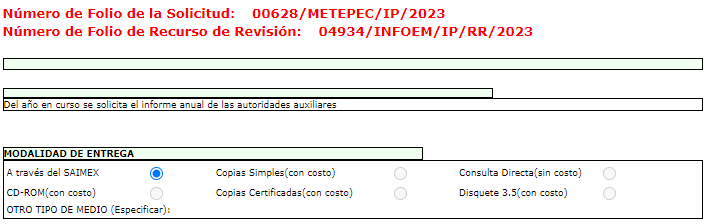 Número de Folio de la Solicitud: 00628/METEPEC/IP/2023
Número de Folio de Recurso de Revisión: 04934/INFOEM/IP/RR/2023
Del año en curso se solicita el informe anual de las autoridades auxiliares
MODALIDAD DE ENTREGA
A través del SAIMEX Copias Simples(con costo) Consulta Directa(sin costo)
CD-ROM(con costo) Copias Certificadas(con costo) Disquete 3.5(con costo)
OTRO TIPO DE MEDIO (Especificar):